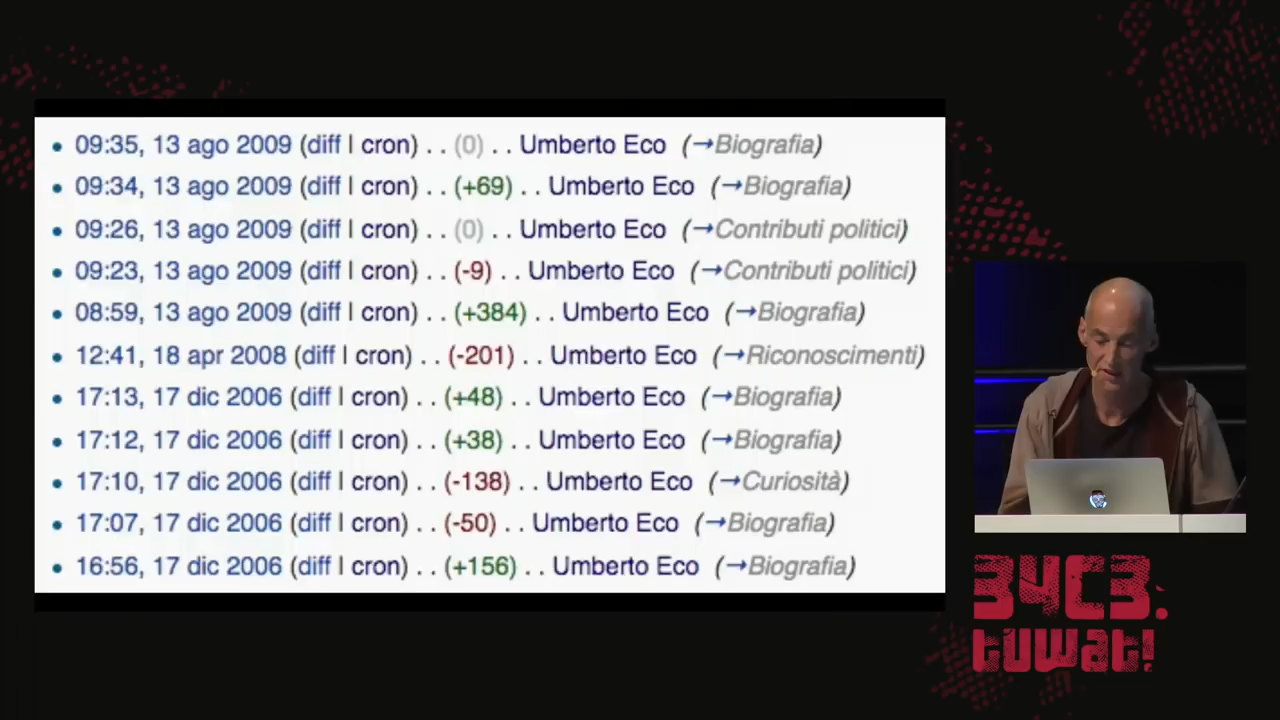 • 09:35, 13 ago 2009 (diff | cron) . . (0) . . Umberto Eco (→Biografia)
• 09:34, 13 ago 2009 (diff | cron) . . (+69) . . Umberto Eco (→Biografia)
• 09:26, 13 ago 2009 (diff | cron) . . (0) . . Umberto Eco (→Contributi politici)
• 09:23, 13 ago 2009 (diff | cron) . . (-9) . . Umberto Eco (→Contributi politici)
• 08:59, 13 ago 2009 (diff | cron) . . (+384) . . Umberto Eco (→Biografia)
• 12:41, 18 apr 2008 (diff | cron) . . (-201) . . Umberto Eco (→Riconoscimenti)
• 17:13, 17 dic 2006 (diff | cron) . . (+48) . . Umberto Eco (→Biografia)
• 17:12, 17 dic 2006 (diff | cron) . . (+38) . . Umberto Eco (→Biografia)
• 17:10, 17 dic 2006 (diff | cron) . . (-138) . . Umberto Eco (→Curiosità)
• 17:07, 17 dic 2006 (diff | cron) . . (-50) . . Umberto Eco (→Biografia)
• 16:56, 17 dic 2006 (diff | cron) . . (+156) . . Umberto Eco (→Biografia)
34C3.
tuwat!